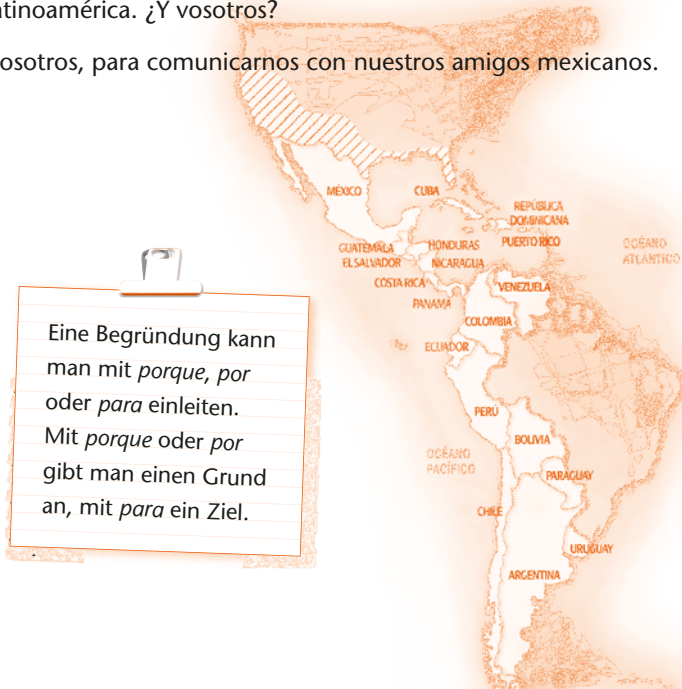 atinoamérica. ¿Y vosotros?
osotros, para comunicarnos con nuestros amigos mexicanos.
MÉXICO
CUBA
REPÚBLICA
DOMINICANA
PUERTO RICO
OCÉANO
ATLÁNTICO
GUATEMALA
HONDURAS
EL SALVADOR
NICARAGUA
COSTA RICA
VENEZUELA
PANAMÁ
COLOMBIA
ECUADOR
Eine Begründung kann
man mit porque, por
oder para einleiten.
Mit porque oder por
gibt man einen Grund
an, mit para ein Ziel.
PERÚ
BOLIVIA
OCÉANO
PACÍFICO
PARAGUAY
CHILE
URUGUAY
ARGENTINA